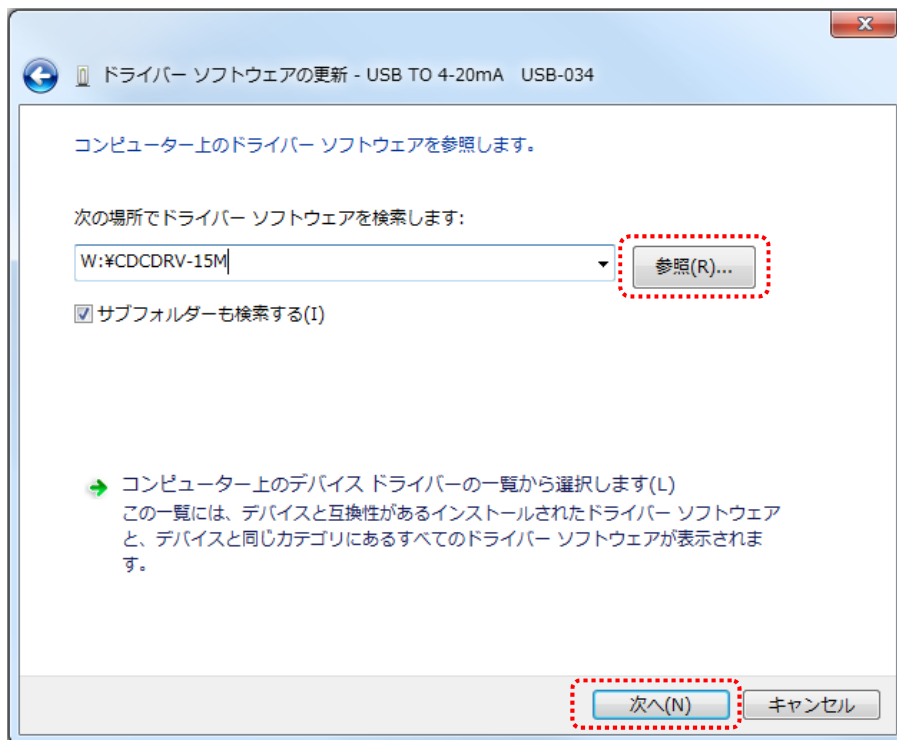 ドライバー ソフトウェアの更新 - USB TO 4-20mA USB-034
コンピューター上のドライバー ソフトウェアを参照します。
次の場所でドライバー ソフトウェアを検索します:
W:¥CDCDRV-15M
参照(R)...
サブフォルダーも検索する(I)
コンピューター上のデバイス ドライバーの一覧から選択します(L)
この一覧には、デバイスと互換性があるインストールされたドライバー ソフトウェア
と、デバイスと同じカテゴリにあるすべてのドライバー ソフトウェアが表示されま
す。
次へ(N)
キャンセル